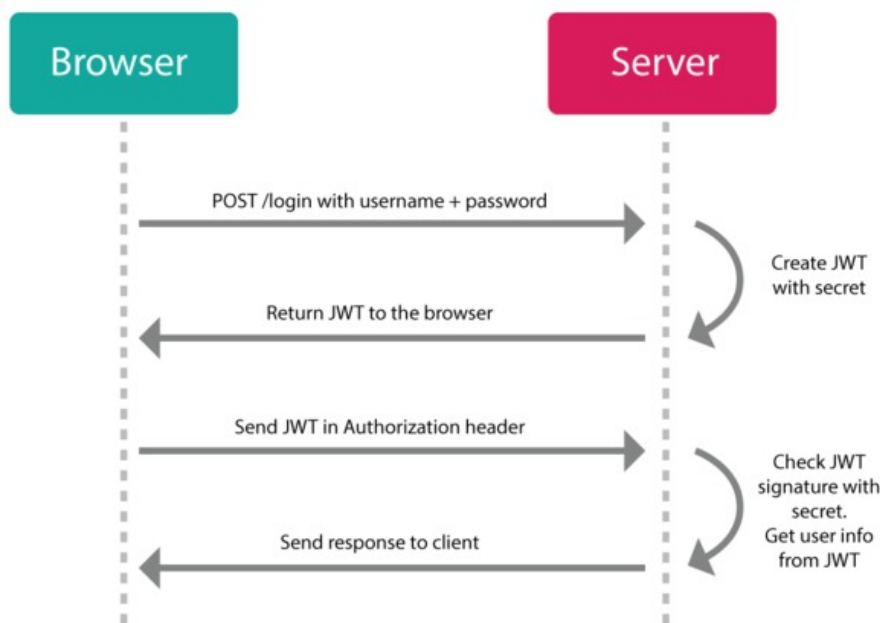 Browser
Server
POST /login with username + password
Create JWT
with secret
Return JWT to the browser
Send JWT in Authorization header
Check JWT
signature with
secret.
Get user info
from JWT
Send response to client